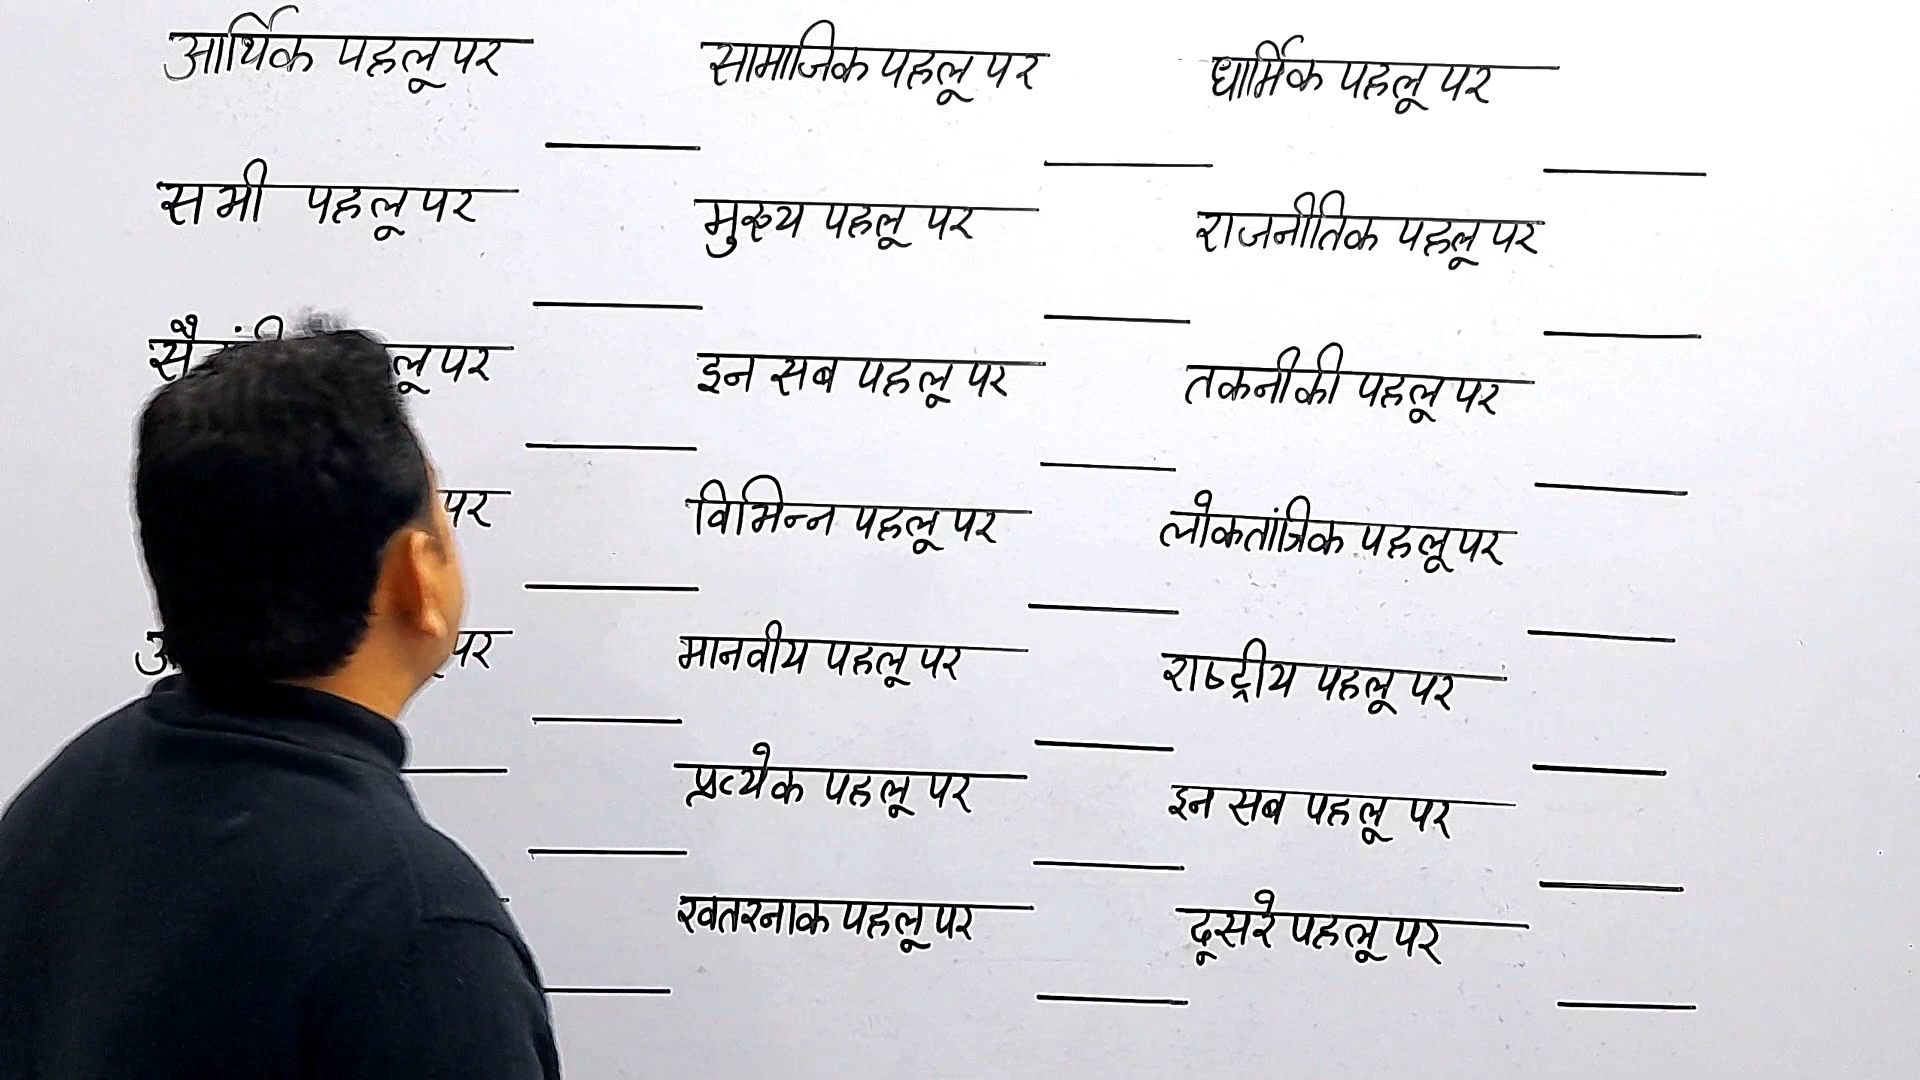 आर्थिक पहलू पर
सामाजिक पहलू पर
धार्मिक पहलू पर
सभी पहलू पर
मुख्य पहलू पर
राजनीतिक पहलू पर
पर
इन सब पहलू पर
तकनीकी पहलू पर
पर
विभिन्न पहलू पर
लोकतांत्रिक पहलू पर
पर
मानवीय पहलू पर
राष्ट्रीय पहलू पर
प्रत्येक पहलू पर
इन सब पहलू पर
खतरनाक पहलू पर
दूसरे पहलू पर